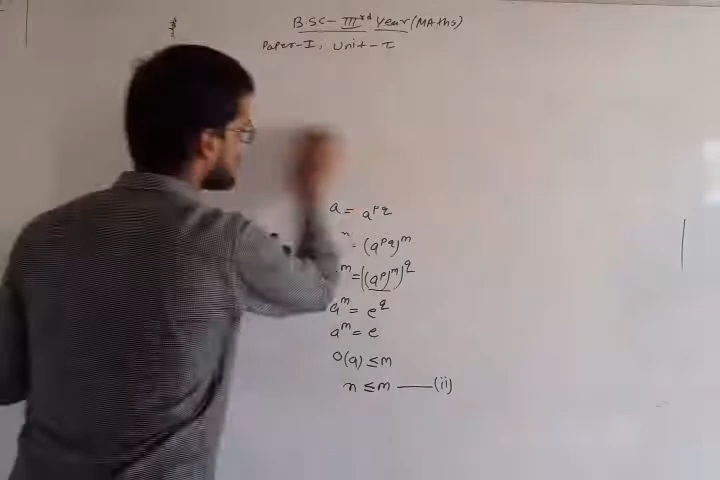 B.SC - IIIrd Year (MAths)
Paper-I, Unit-I
a = a^pq
= (a^pq)^m
m = ((a^p)^m)^q
a^m = e^q
a^m = e
O(a) ≤ m
n ≤ m —— (ii)